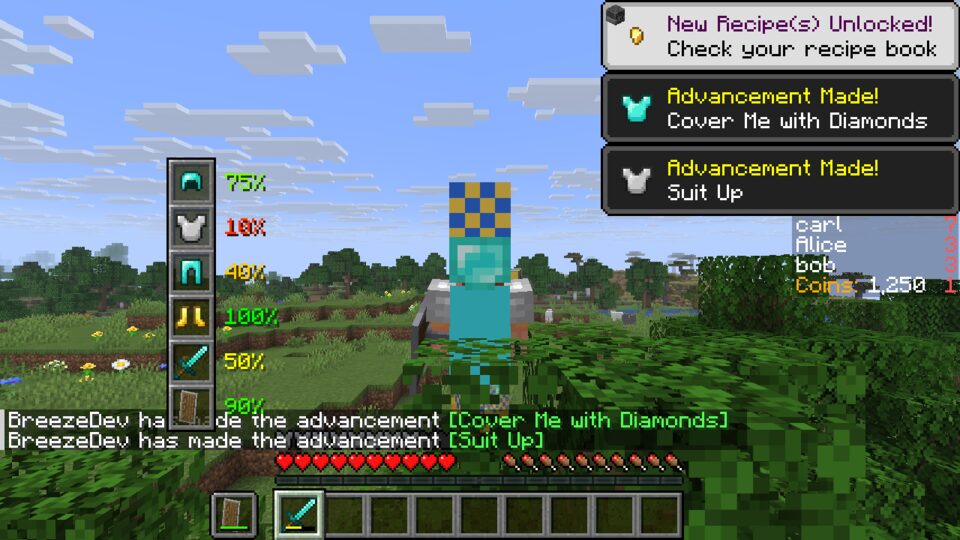 New Recipe(s) Unlocked!
Check your recipe book
Advancement Made!
Cover Me with Diamonds
Advancement Made!
Suit Up
75%
10%
40%
100%
50%
90%
carl
Alice
bob
Coins: 1,250 1
BreezeDev has made the advancement [Cover Me with Diamonds]
BreezeDev has made the advancement [Suit Up]